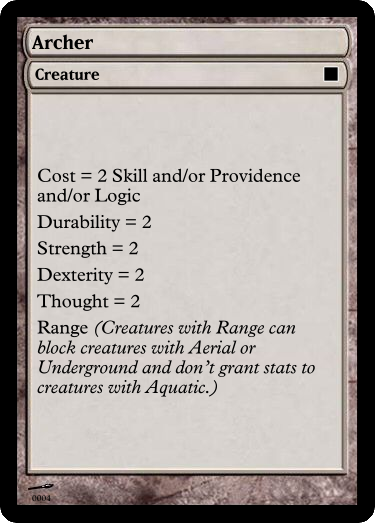 Archer
Creature
Cost = 2 Skill and/or Providence
and/or Logic
Durability = 2
Strength = 2
Dexterity = 2
Thought = 2
Range (Creatures with Range can
block creatures with Aerial or
Underground and don't grant stats to
creatures with Aquatic.)
0004